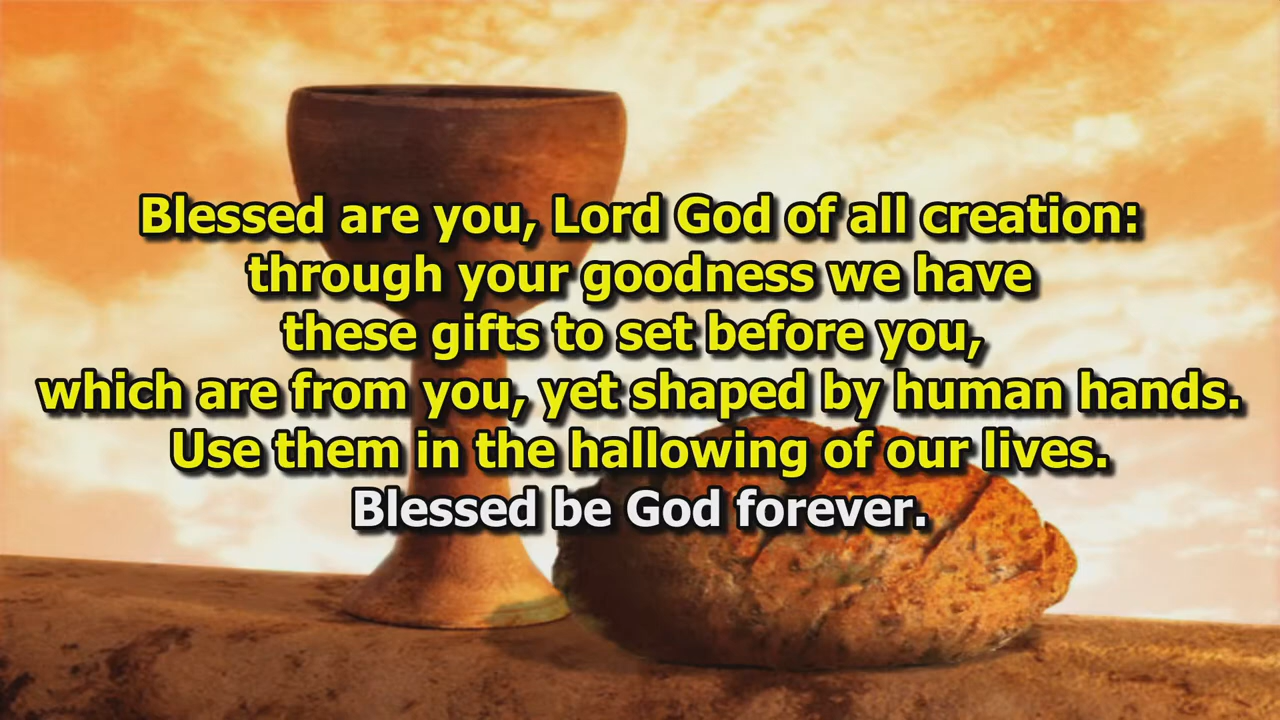 Blessed are you, Lord God of all creation:
through your goodness we have
these gifts to set before you,
which are from you, yet shaped by human hands.
Use them in the hallowing of our lives.
Blessed be God forever.